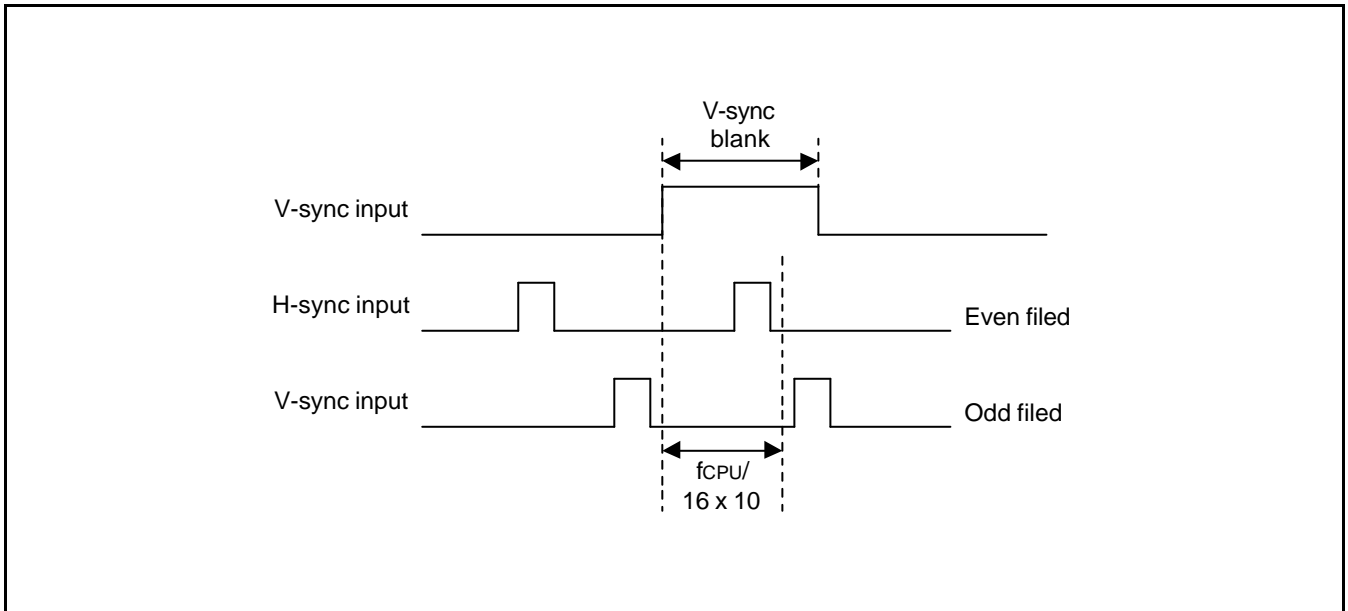 V-sync
blank
V-sync input
H-sync input
Even filed
V-sync input
Odd filed
fCPU/
16 x 10